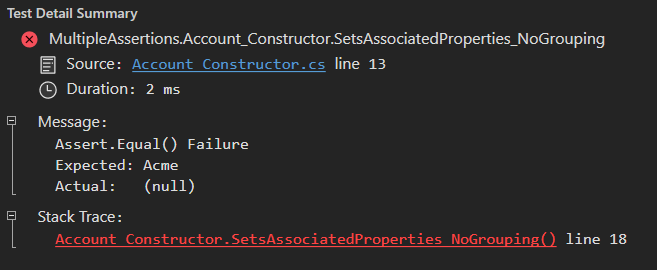 Test Detail Summary
MultipleAssertions.Account_Constructor.SetsAssociatedProperties_NoGrouping
Source: Account_Constructor.cs line 13
Duration: 2 ms
Message:
Assert.Equal() Failure
Expected: Acme
Actual:   (null)
Stack Trace:
Account_Constructor.SetsAssociatedProperties_NoGrouping() line 18